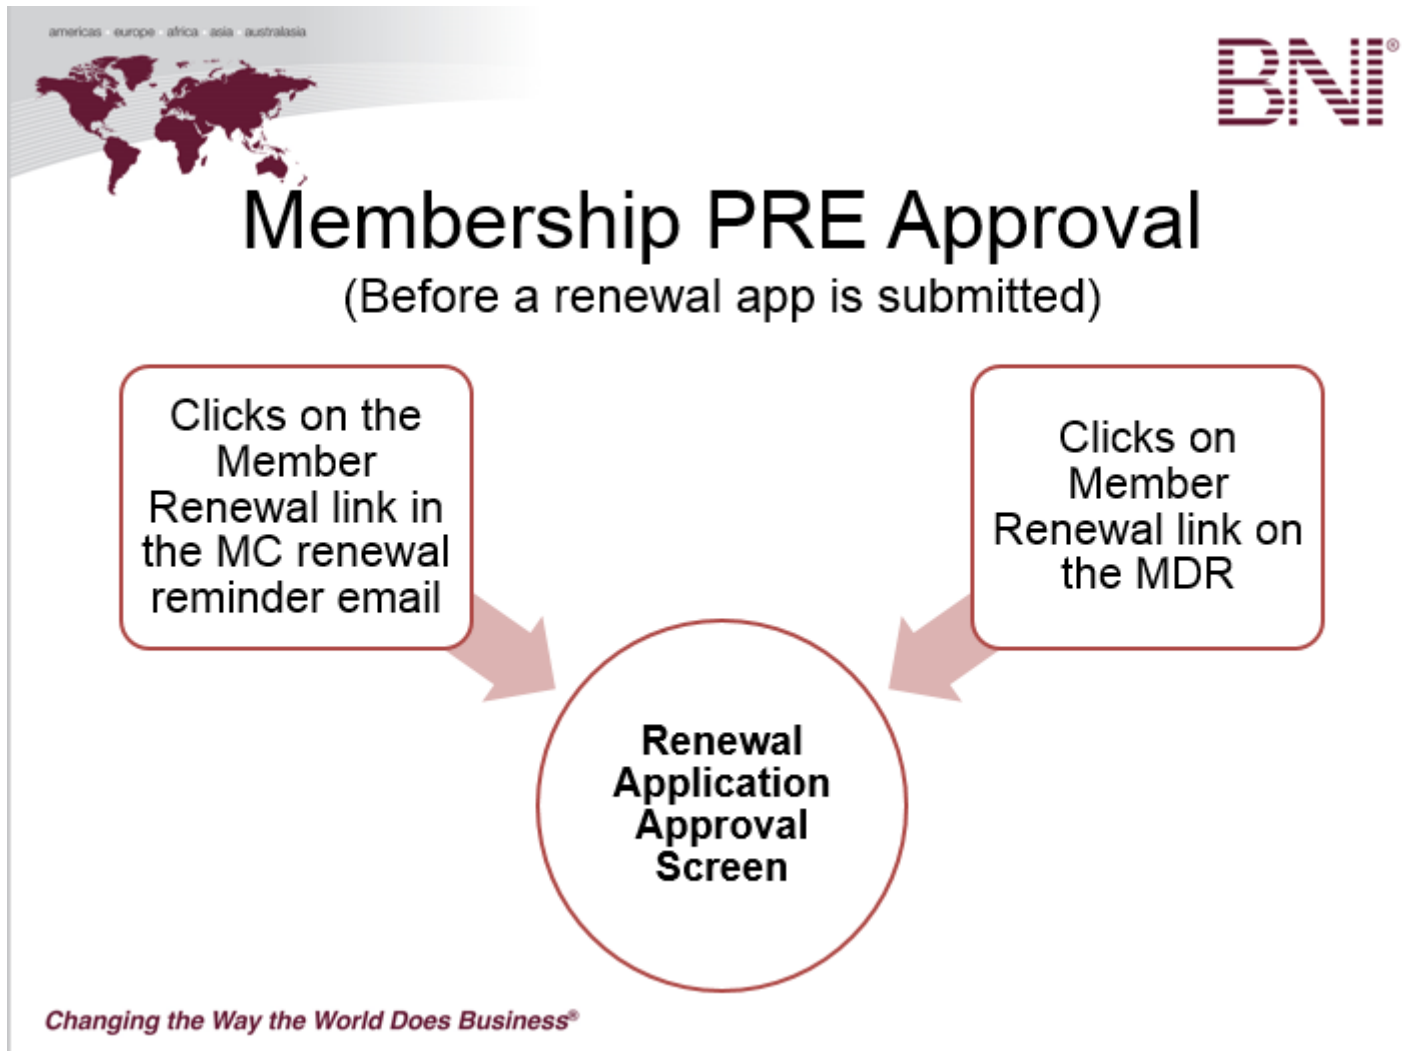 americas · europe · africa · asia · australasia
BNI®
Membership PRE Approval
(Before a renewal app is submitted)
Clicks on the
Member
Renewal link in
the MC renewal
reminder email
Clicks on
Member
Renewal link on
the MDR
Renewal
Application
Approval
Screen
Changing the Way the World Does Business®